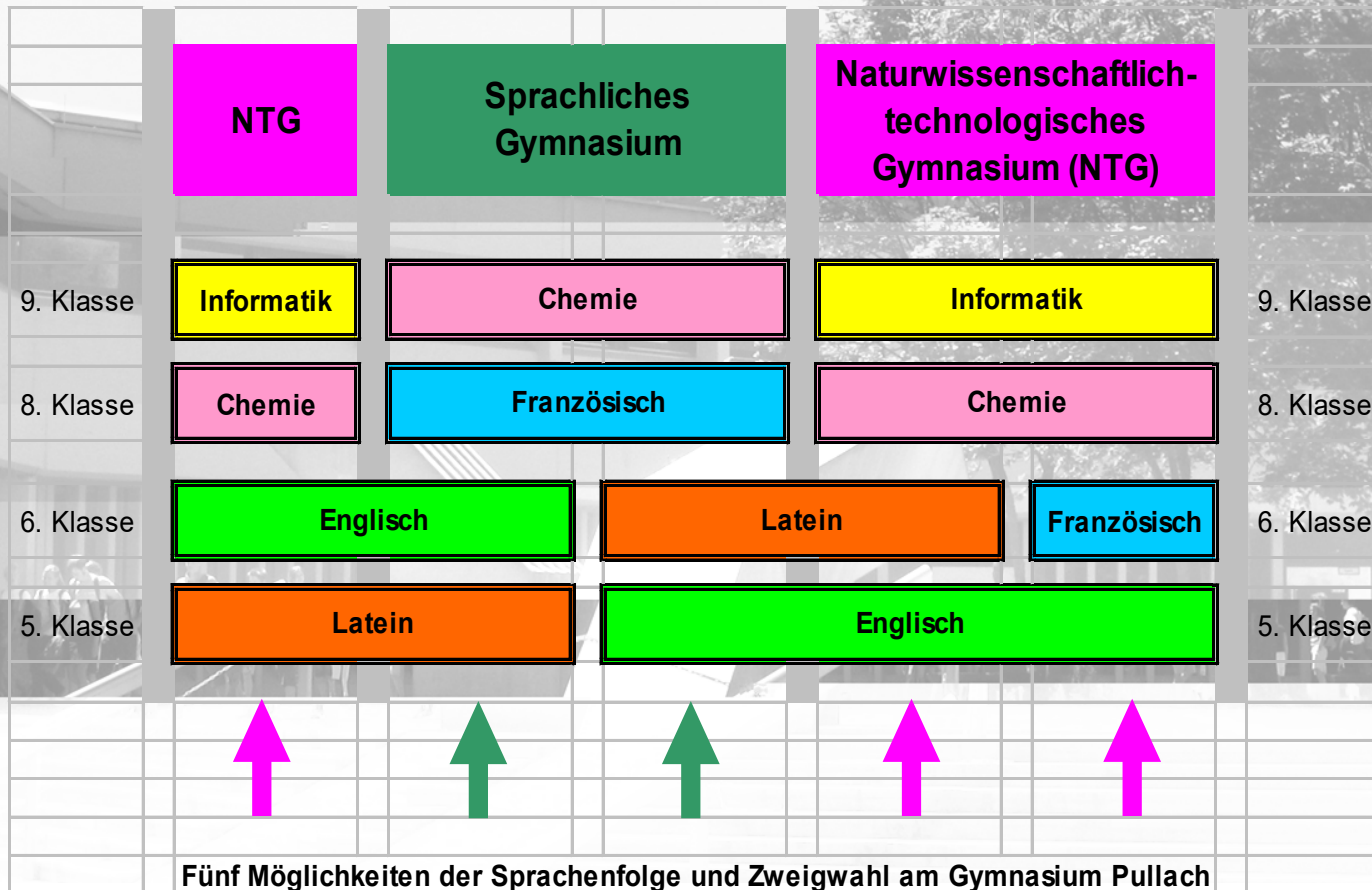 NTG
Sprachliches
Gymnasium
Naturwissenschaftlich-
technologisches
Gymnasium (NTG)
9. Klasse
Informatik
Chemie
Informatik
9. Klasse
8. Klasse
Chemie
Französisch
Chemie
8. Klasse
6. Klasse
Englisch
Latein
Französisch
6. Klasse
5. Klasse
Latein
Englisch
5. Klasse
Fünf Möglichkeiten der Sprachenfolge und Zweigwahl am Gymnasium Pullach